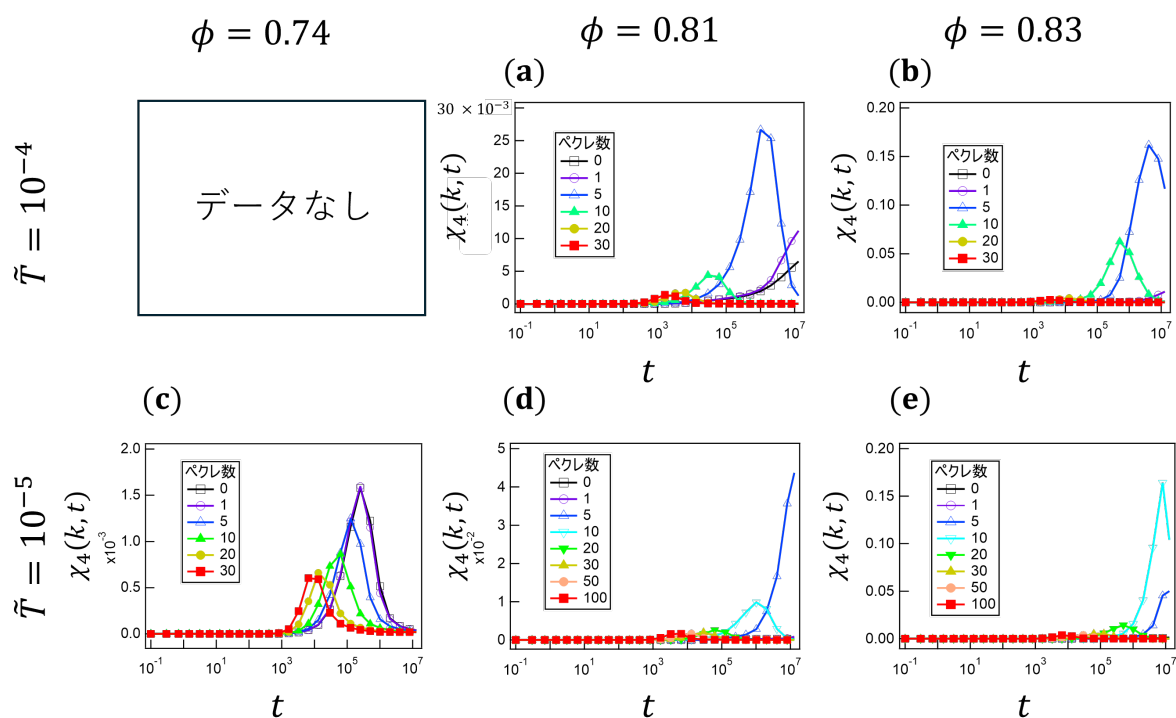 ϕ = 0.74
ϕ = 0.81
ϕ = 0.83
T̃ = 10⁻⁴
データなし
(a)
30 × 10⁻³
25
20
15
10
5
0
χ₄(k, t)
ペクレ数
0
1
5
10
20
30
10⁻¹ 10¹ 10³ 10⁵ 10⁷
t
(b)
0.20
0.15
0.10
0.05
0.00
χ₄(k, t)
ペクレ数
0
1
5
10
20
30
10⁻¹ 10¹ 10³ 10⁵ 10⁷
t
T̃ = 10⁻⁵
(c)
2.0
1.5
1.0
0.5
0.0
χ₄(k, t)
x10⁻³
ペクレ数
0
1
5
10
20
30
10⁻¹ 10¹ 10³ 10⁵ 10⁷
t
(d)
5
4
3
2
1
0
χ₄(k, t)
x10⁻²
ペクレ数
0
1
5
10
20
30
50
100
10⁻¹ 10¹ 10³ 10⁵ 10⁷
t
(e)
0.20
0.15
0.10
0.05
0.00
χ₄(k, t)
ペクレ数
0
1
5
10
20
30
50
100
10⁻¹ 10¹ 10³ 10⁵ 10⁷
t